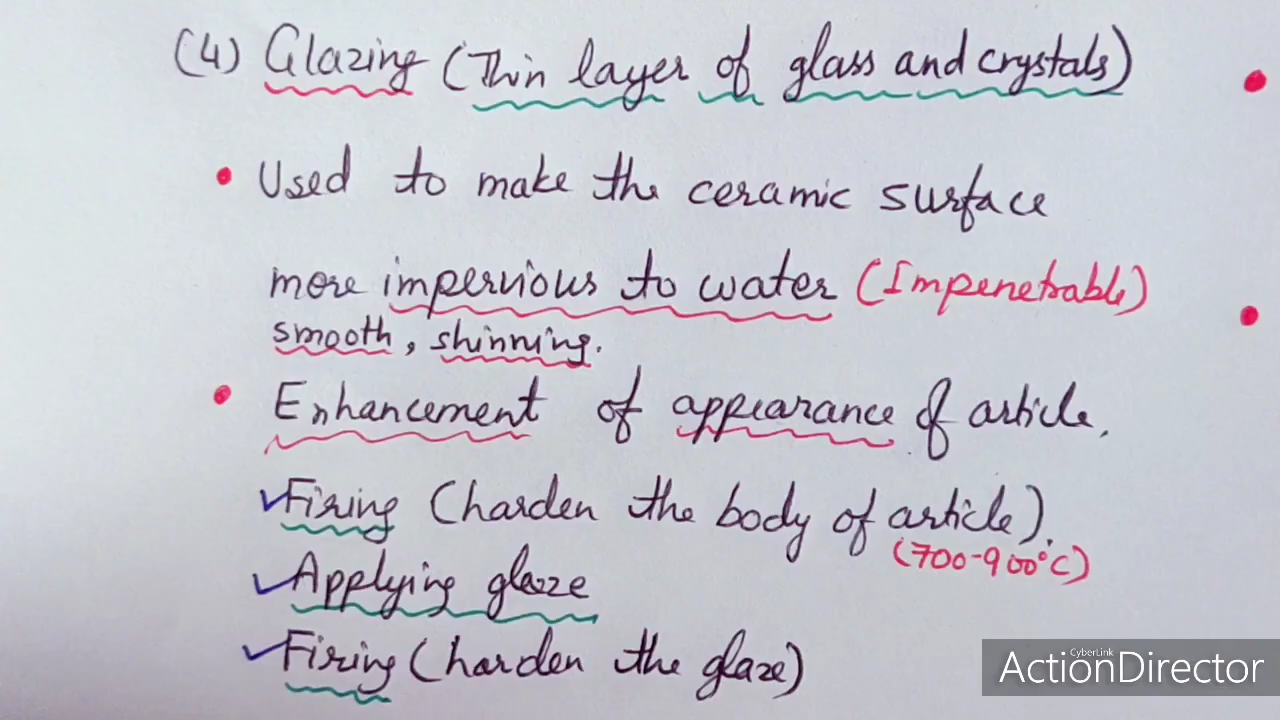 (4) Glazing (Thin layer of glass and crystals)
• Used to make the ceramic surface
more impervious to water (Impenetrable)
smooth, shinning.
• Enhancement of appearance of article.
✓Firing (harden the body of article).
(700-900°C)
✓Applying glaze
✓Firing (harden the glaze)
CyberLink
ActionDirector